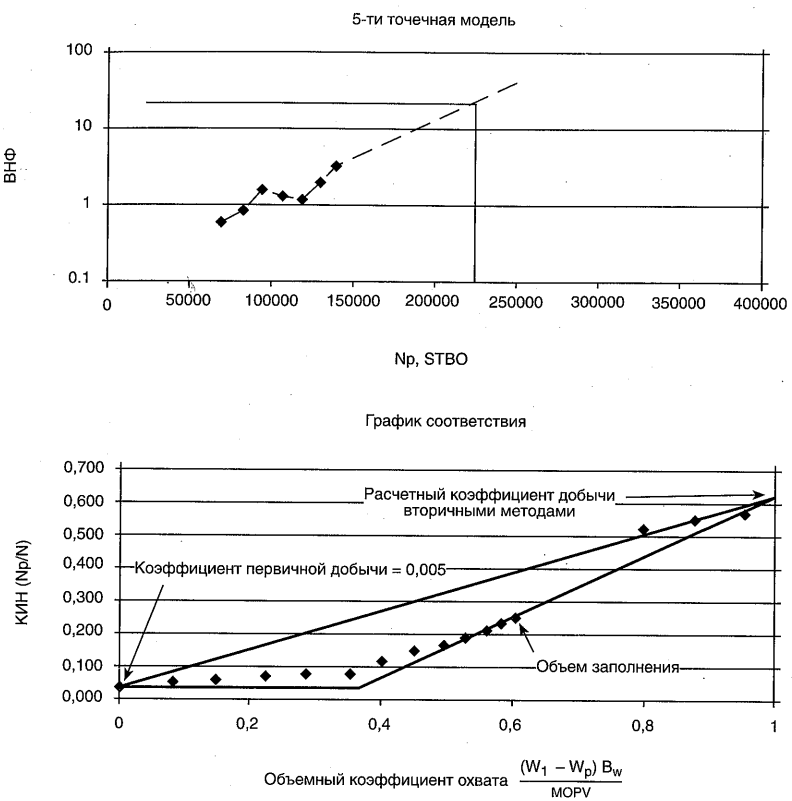 5-ти точечная модель
100
10
1
0.1
ВНФ
0
50000
100000
150000
200000
250000
300000
350000
400000
Np, STBO
График соответствия
0,700
0,600
0,500
0,400
0,300
0,200
0,100
0,000
КИН (Np/N)
Расчетный коэффициент добычи
вторичными методами
Коэффициент первичной добычи = 0,005
Объем заполнения
0
0,2
0,4
0,6
0,8
1
Объемный коэффициент охвата
(W1 – Wp) Bw
MOPV